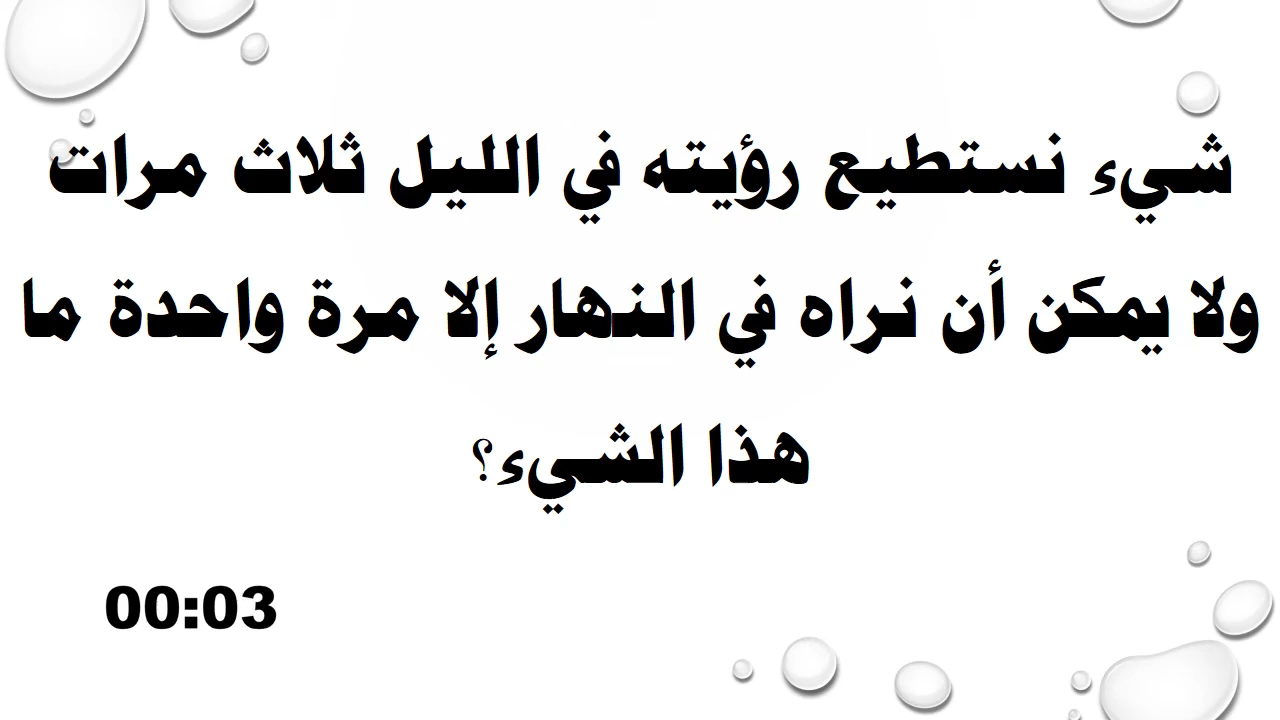 شيء نستطيع رؤيته في الليل ثلاث مرات
ولا يمكن أن نراه في النهار إلا مرة واحدة ما
هذا الشيء؟
00:03